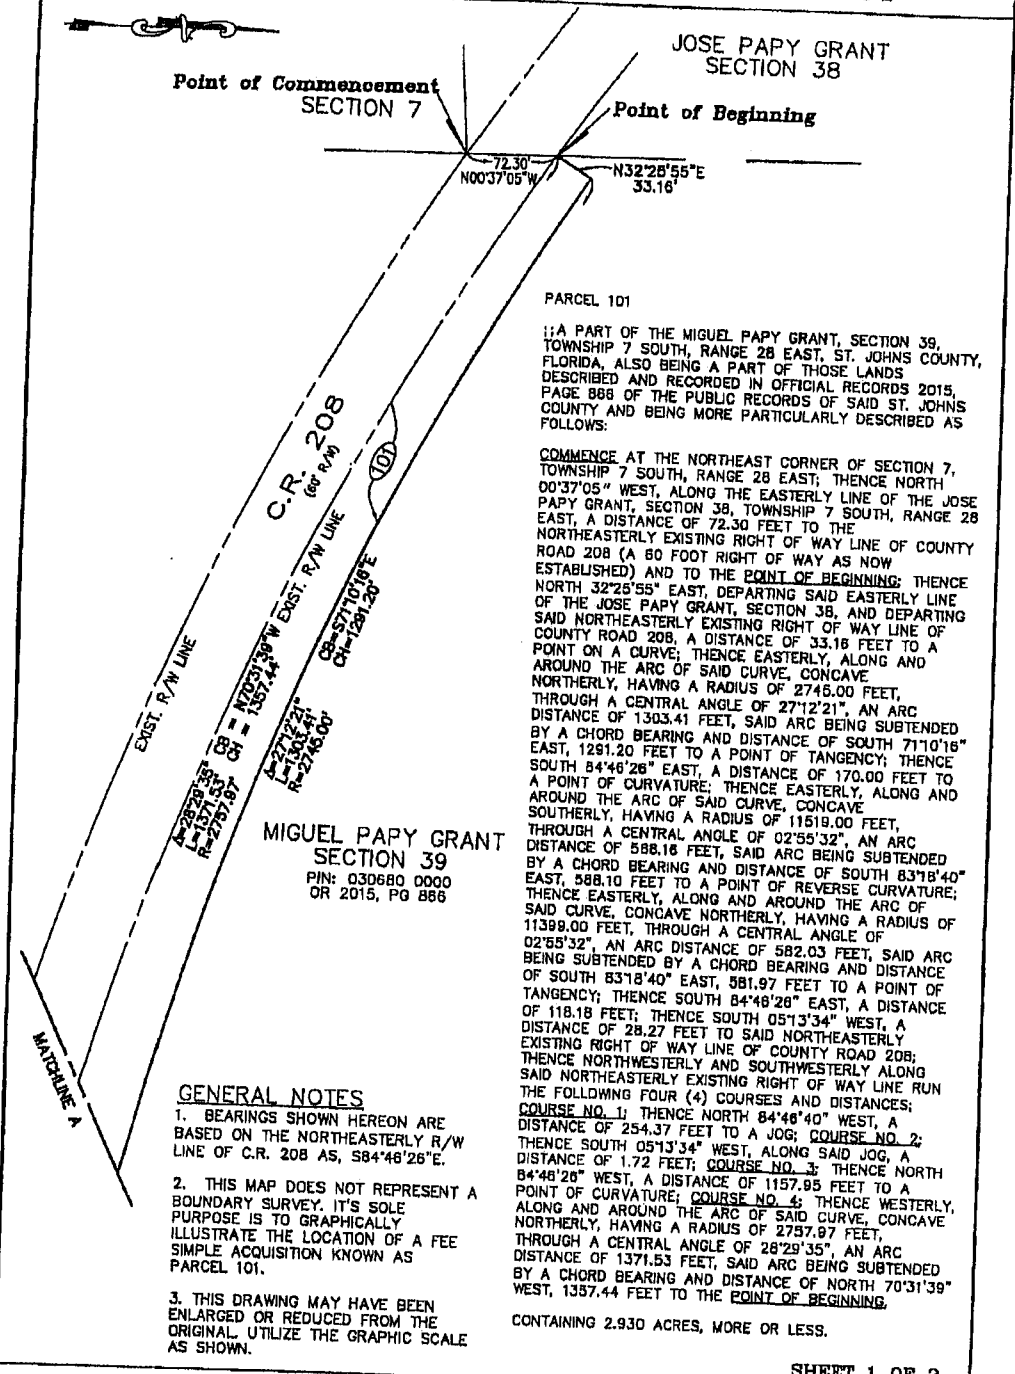 JOSE PAPY GRANT
SECTION 38
Point of Commencement
SECTION 7
Point of Beginning
72.30'
N00°37'05"W
N32°25'55"E
33.16'
C.R. 208
(60' R/W)
101
EXIST. R/W LINE
EXIST. R/W LINE
CB = N70°31'39"W
CH = 1357.44'
Δ=28°29'35"
L=1371.53'
R=2757.97'
CB=S71°10'16"E
CH=1291.20'
Δ=27°12'21"
L=1303.41'
R=2745.00'
MIGUEL PAPY GRANT
SECTION 39
PIN: 030680 0000
OR 2015, PG 886
MATCHLINE A
GENERAL NOTES
1. BEARINGS SHOWN HEREON ARE
BASED ON THE NORTHEASTERLY R/W
LINE OF C.R. 208 AS, S84°46'26"E.
2. THIS MAP DOES NOT REPRESENT A
BOUNDARY SURVEY. IT'S SOLE
PURPOSE IS TO GRAPHICALLY
ILLUSTRATE THE LOCATION OF A FEE
SIMPLE ACQUISITION KNOWN AS
PARCEL 101.
3. THIS DRAWING MAY HAVE BEEN
ENLARGED OR REDUCED FROM THE
ORIGINAL. UTILIZE THE GRAPHIC SCALE
AS SHOWN.
PARCEL 101
;;A PART OF THE MIGUEL PAPY GRANT, SECTION 39,
TOWNSHIP 7 SOUTH, RANGE 28 EAST, ST. JOHNS COUNTY,
FLORIDA, ALSO BEING A PART OF THOSE LANDS
DESCRIBED AND RECORDED IN OFFICIAL RECORDS 2015,
PAGE 886 OF THE PUBLIC RECORDS OF SAID ST. JOHNS
COUNTY AND BEING MORE PARTICULARLY DESCRIBED AS
FOLLOWS:
COMMENCE AT THE NORTHEAST CORNER OF SECTION 7,
TOWNSHIP 7 SOUTH, RANGE 28 EAST; THENCE NORTH
00°37'05" WEST, ALONG THE EASTERLY LINE OF THE JOSE
PAPY GRANT, SECTION 38, TOWNSHIP 7 SOUTH, RANGE 28
EAST, A DISTANCE OF 72.30 FEET TO THE
NORTHEASTERLY EXISTING RIGHT OF WAY LINE OF COUNTY
ROAD 208 (A 60 FOOT RIGHT OF WAY AS NOW
ESTABLISHED) AND TO THE POINT OF BEGINNING; THENCE
NORTH 32°25'55" EAST, DEPARTING SAID EASTERLY LINE
OF THE JOSE PAPY GRANT, SECTION 38, AND DEPARTING
SAID NORTHEASTERLY EXISTING RIGHT OF WAY LINE OF
COUNTY ROAD 208, A DISTANCE OF 33.16 FEET TO A
POINT ON A CURVE; THENCE EASTERLY, ALONG AND
AROUND THE ARC OF SAID CURVE, CONCAVE
NORTHERLY, HAVING A RADIUS OF 2745.00 FEET,
THROUGH A CENTRAL ANGLE OF 27°12'21", AN ARC
DISTANCE OF 1303.41 FEET, SAID ARC BEING SUBTENDED
BY A CHORD BEARING AND DISTANCE OF SOUTH 71°10'16"
EAST, 1291.20 FEET TO A POINT OF TANGENCY; THENCE
SOUTH 84°46'26" EAST, A DISTANCE OF 170.00 FEET TO
A POINT OF CURVATURE; THENCE EASTERLY, ALONG AND
AROUND THE ARC OF SAID CURVE, CONCAVE
SOUTHERLY, HAVING A RADIUS OF 11519.00 FEET,
THROUGH A CENTRAL ANGLE OF 02°55'32", AN ARC
DISTANCE OF 588.16 FEET, SAID ARC BEING SUBTENDED
BY A CHORD BEARING AND DISTANCE OF SOUTH 83°18'40"
EAST, 588.10 FEET TO A POINT OF REVERSE CURVATURE;
THENCE EASTERLY, ALONG AND AROUND THE ARC OF
SAID CURVE, CONCAVE NORTHERLY, HAVING A RADIUS OF
11399.00 FEET, THROUGH A CENTRAL ANGLE OF
02°55'32", AN ARC DISTANCE OF 582.03 FEET, SAID ARC
BEING SUBTENDED BY A CHORD BEARING AND DISTANCE
OF SOUTH 83°18'40" EAST, 581.97 FEET TO A POINT OF
TANGENCY; THENCE SOUTH 84°46'26" EAST, A DISTANCE
OF 118.18 FEET; THENCE SOUTH 05°13'34" WEST, A
DISTANCE OF 28.27 FEET TO SAID NORTHEASTERLY
EXISTING RIGHT OF WAY LINE OF COUNTY ROAD 208;
THENCE NORTHWESTERLY AND SOUTHWESTERLY ALONG
SAID NORTHEASTERLY EXISTING RIGHT OF WAY LINE RUN
THE FOLLOWING FOUR (4) COURSES AND DISTANCES;
COURSE NO. 1; THENCE NORTH 84°46'40" WEST, A
DISTANCE OF 254.37 FEET TO A JOG; COURSE NO. 2;
THENCE SOUTH 05°13'34" WEST, ALONG SAID JOG, A
DISTANCE OF 1.72 FEET; COURSE NO. 3; THENCE NORTH
84°46'26" WEST, A DISTANCE OF 1157.95 FEET TO A
POINT OF CURVATURE; COURSE NO. 4; THENCE WESTERLY,
ALONG AND AROUND THE ARC OF SAID CURVE, CONCAVE
NORTHERLY, HAVING A RADIUS OF 2757.97 FEET,
THROUGH A CENTRAL ANGLE OF 28°29'35", AN ARC
DISTANCE OF 1371.53 FEET, SAID ARC BEING SUBTENDED
BY A CHORD BEARING AND DISTANCE OF NORTH 70°31'39"
WEST, 1357.44 FEET TO THE POINT OF BEGINNING.
CONTAINING 2.930 ACRES, MORE OR LESS.
SHEET 1 OF 2